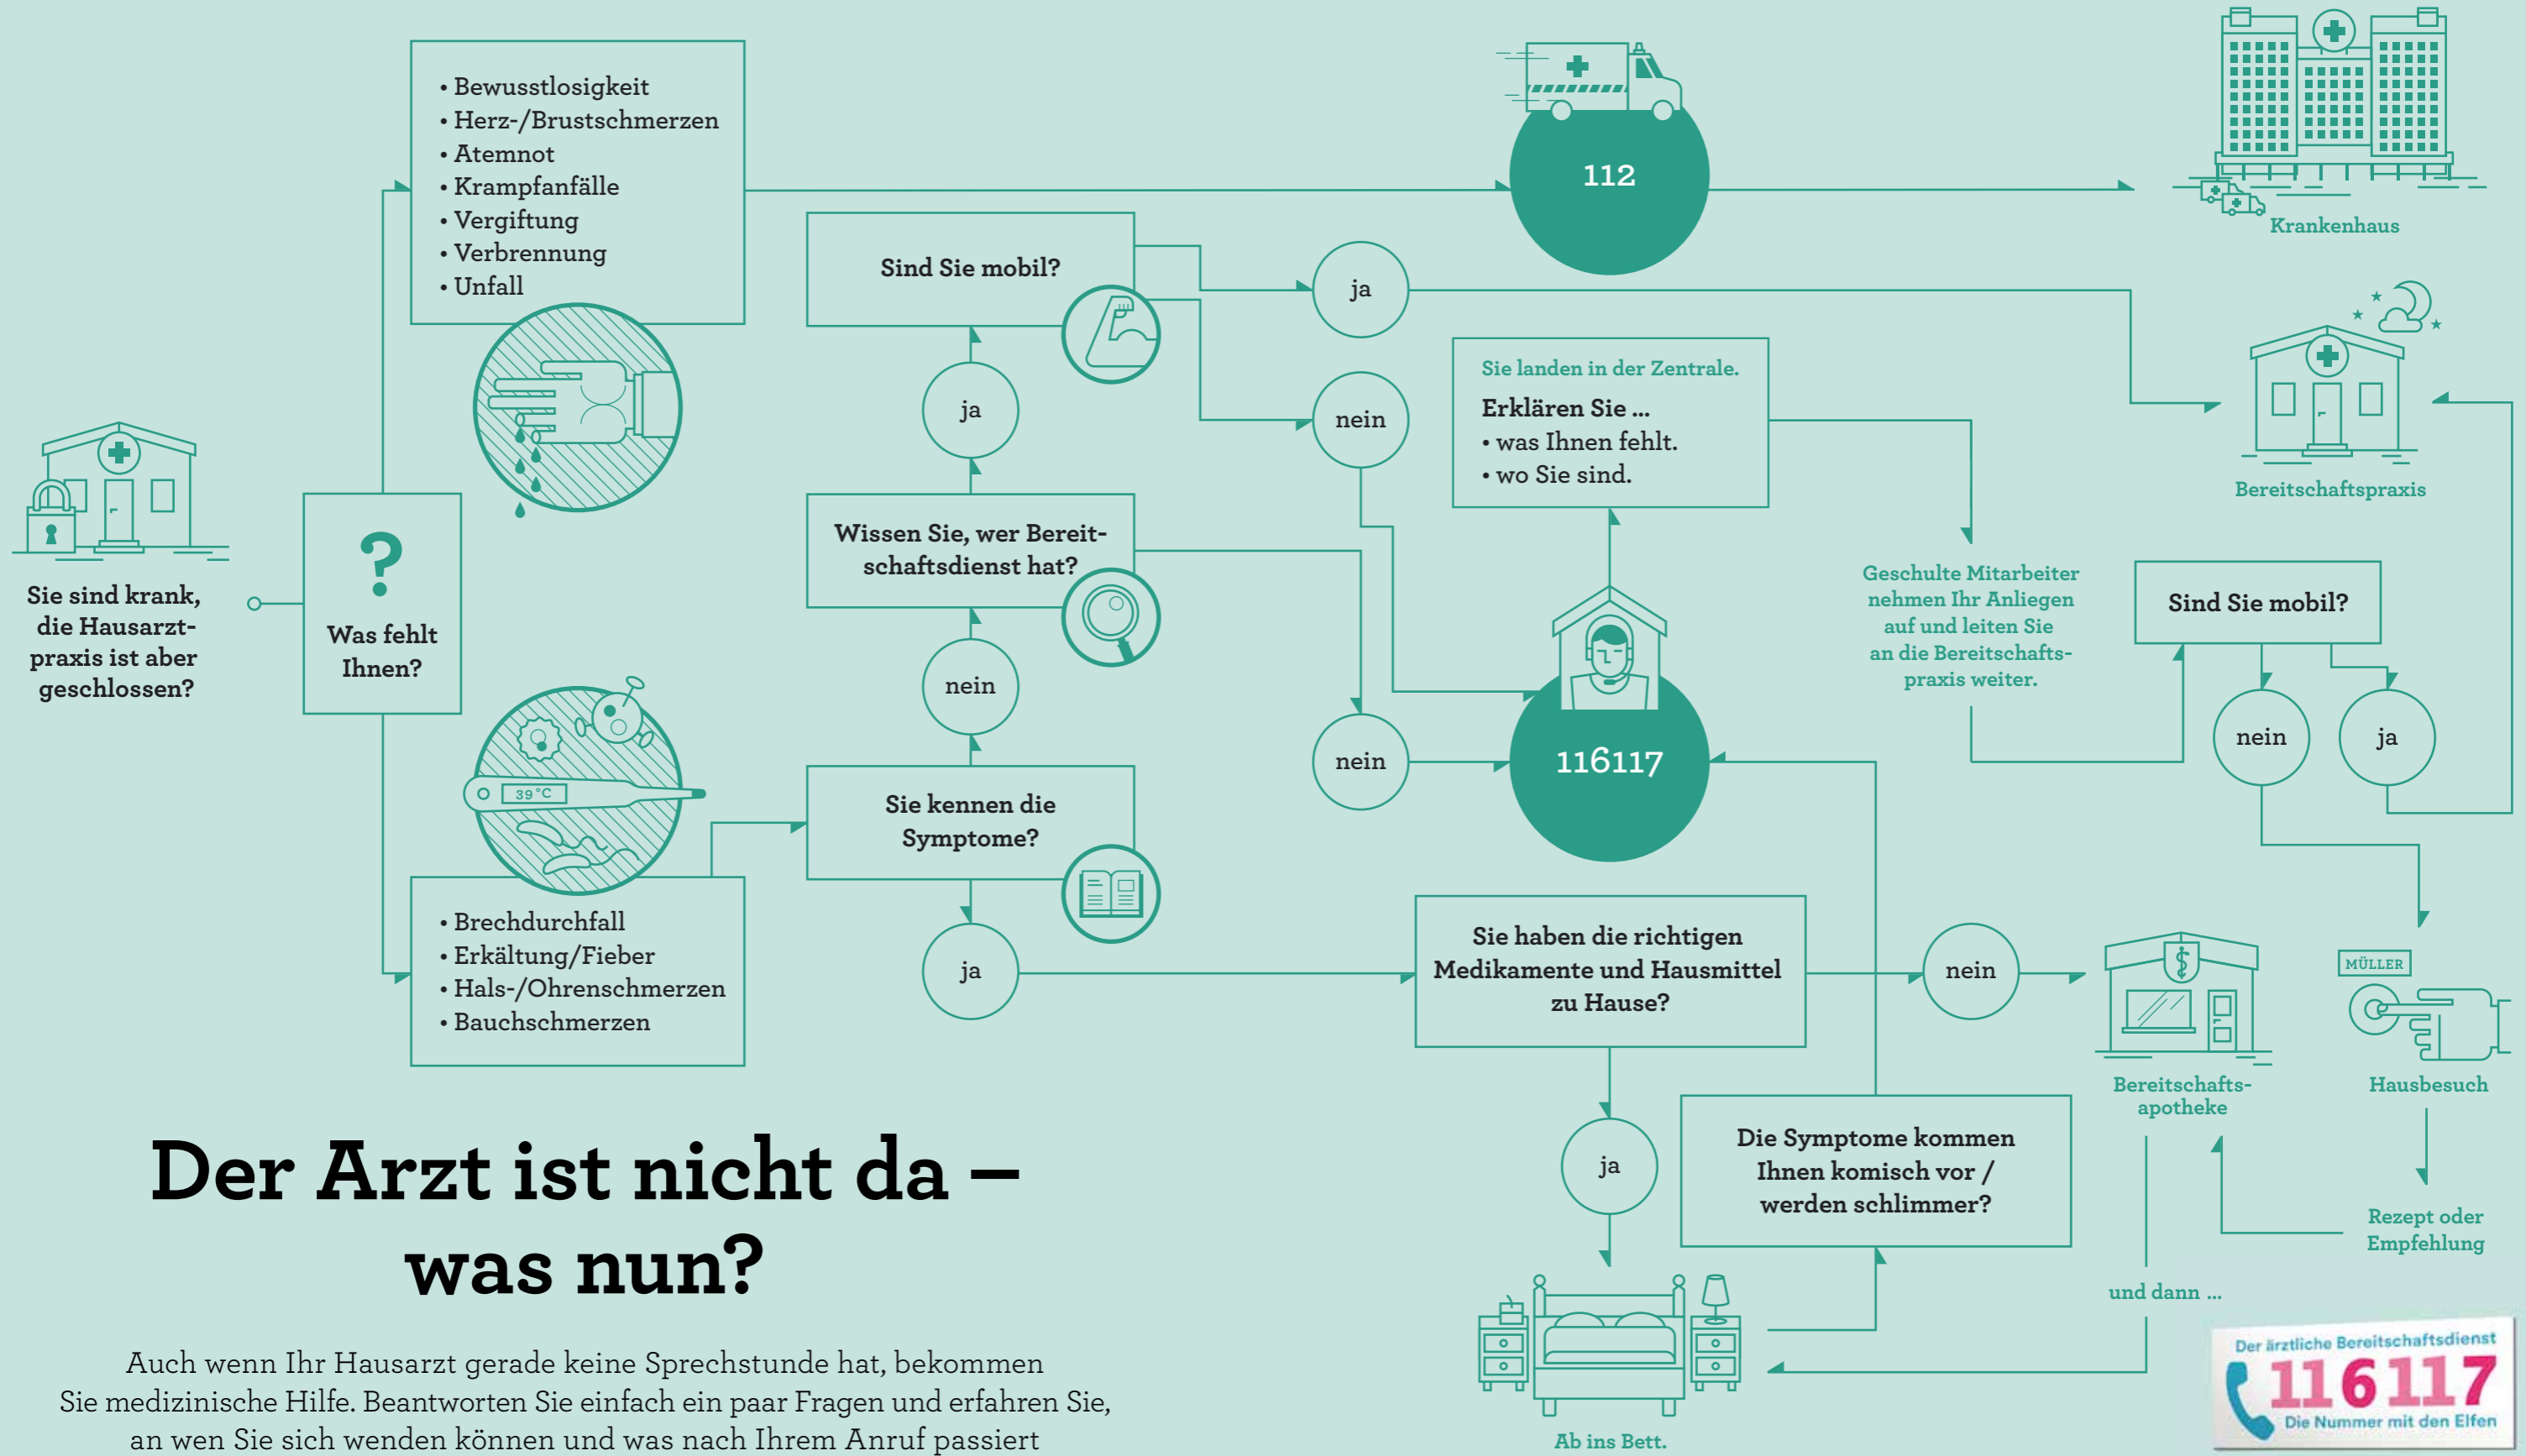 Sie sind krank,
die Hausarzt-
praxis ist aber
geschlossen?
?
Was fehlt
Ihnen?
• Bewusstlosigkeit
• Herz-/Brustschmerzen
• Atemnot
• Krampfanfälle
• Vergiftung
• Verbrennung
• Unfall
39°C
• Brechdurchfall
• Erkältung/Fieber
• Hals-/Ohrenschmerzen
• Bauchschmerzen
Sie kennen die
Symptome?
nein
ja
Wissen Sie, wer Bereit-
schaftsdienst hat?
ja
nein
Sind Sie mobil?
ja
nein
112
Krankenhaus
Bereitschaftspraxis
116117
Sie landen in der Zentrale.
Erklären Sie ...
• was Ihnen fehlt.
• wo Sie sind.
Geschulte Mitarbeiter
nehmen Ihr Anliegen
auf und leiten Sie
an die Bereitschafts-
praxis weiter.
Sind Sie mobil?
nein
ja
Sie haben die richtigen
Medikamente und Hausmittel
zu Hause?
nein
ja
Bereitschafts-
apotheke
MÜLLER
Hausbesuch
Rezept oder
Empfehlung
und dann ...
Die Symptome kommen
Ihnen komisch vor /
werden schlimmer?
Ab ins Bett.
Der Arzt ist nicht da –
was nun?
Auch wenn Ihr Hausarzt gerade keine Sprechstunde hat, bekommen
Sie medizinische Hilfe. Beantworten Sie einfach ein paar Fragen und erfahren Sie,
an wen Sie sich wenden können und was nach Ihrem Anruf passiert
Der ärztliche Bereitschaftsdienst
116117
Die Nummer mit den Elfen